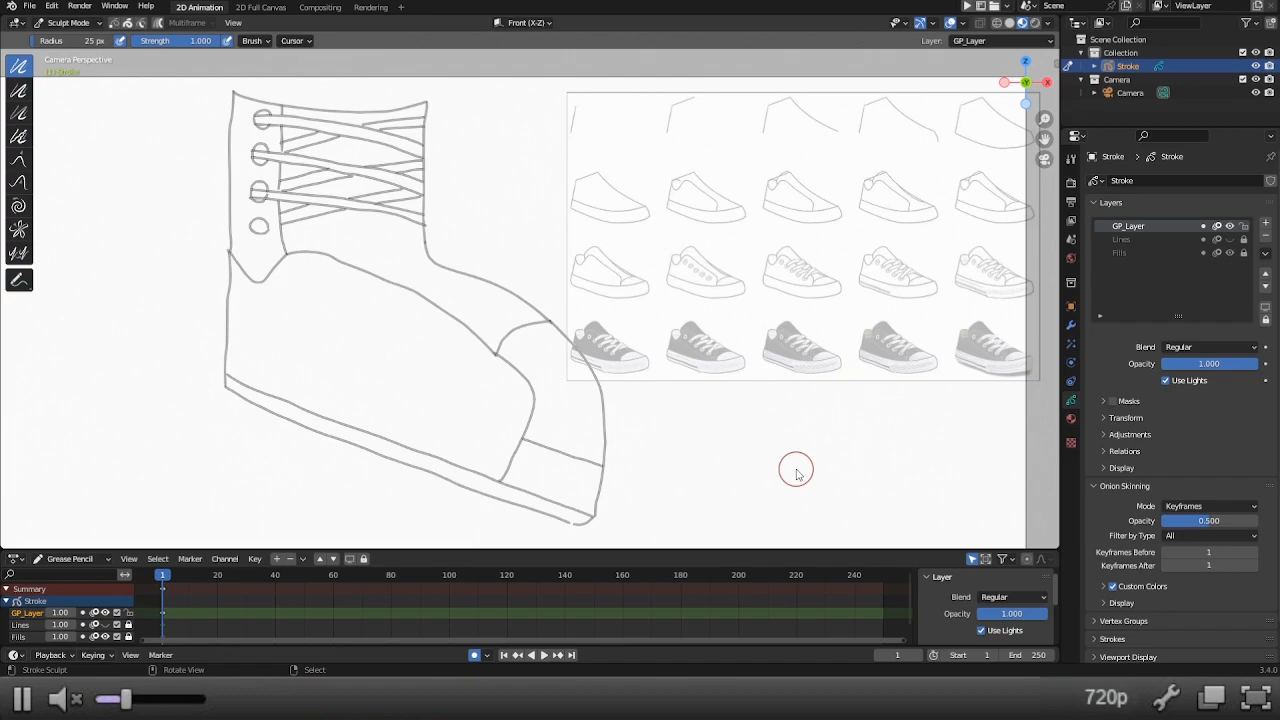 File Edit Render Window Help 2D Animation 2D Full Canvas Compositing Rendering + Scene ViewLayer
Sculpt Mode Multiframe View Front (X-Z)
Radius 25 px Strength 1.000 Brush Cursor Layer: GP_Layer
Camera Perspective
(1) Stroke
Z
X
-Y
Scene Collection
Collection
Stroke
Camera
Camera
Stroke Stroke
Stroke
Layers
GP_Layer
Lines
Fills
Blend Regular
Opacity 1.000
Use Lights
Masks
Transform
Adjustments
Relations
Display
Onion Skinning
Mode Keyframes
Opacity 0.500
Filter by Type All
Keyframes Before 1
Keyframes After 1
Custom Colors
Display
Vertex Groups
Strokes
Viewport Display
Grease Pencil View Select Marker Channel Key
1 20 40 60 80 100 120 140 160 180 200 220 240
Summary
Stroke
GP_Layer 1.00
Lines 1.00
Fills 1.00
Layer
Blend Regular
Opacity 1.000
Use Lights
Playback Keying View Marker 1 Start 1 End 250
Stroke Sculpt Rotate View Select 3.4.0
720p